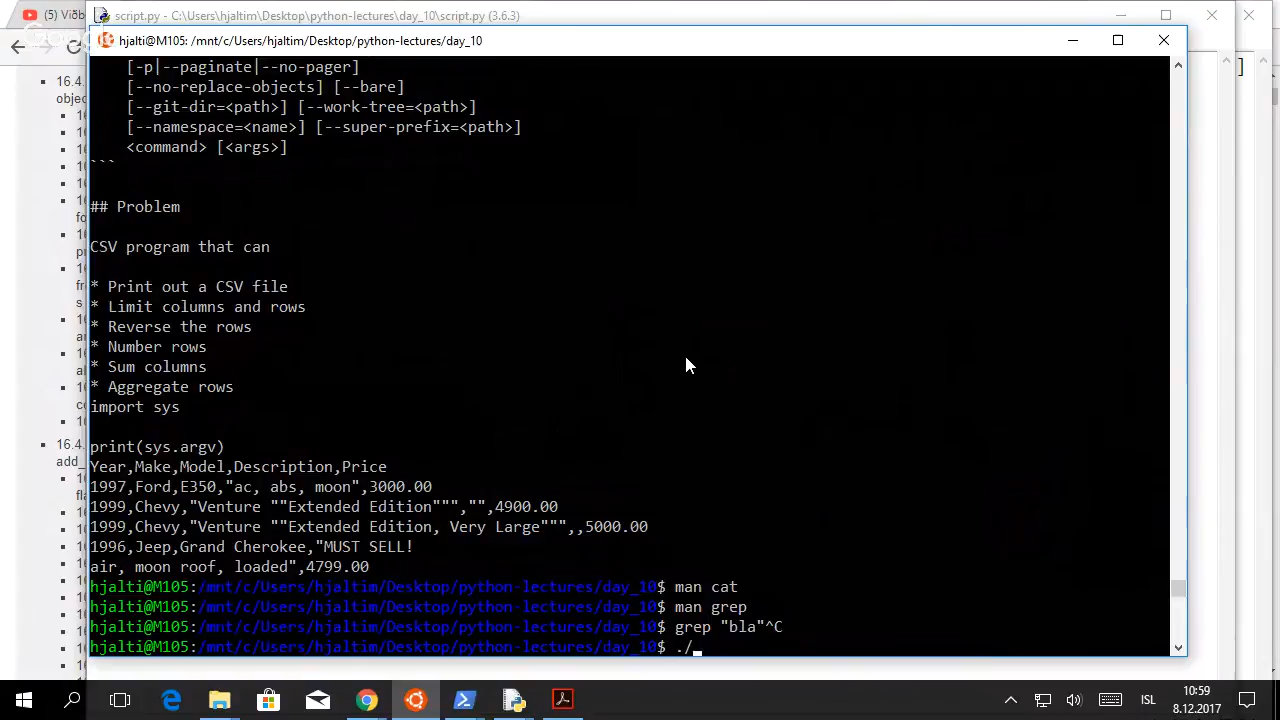 (5) Viðb
script.py - C:\Users\hjaltim\Desktop\python-lectures\day_10\script.py (3.6.3)
hjalti@M105: /mnt/c/Users/hjaltim/Desktop/python-lectures/day_10
[-p|--paginate|--no-pager]
[--no-replace-objects] [--bare]
[--git-dir=<path>] [--work-tree=<path>]
[--namespace=<name>] [--super-prefix=<path>]
<command> [<args>]
```
## Problem
CSV program that can
* Print out a CSV file
* Limit columns and rows
* Reverse the rows
* Number rows
* Sum columns
* Aggregate rows
import sys
print(sys.argv)
Year,Make,Model,Description,Price
1997,Ford,E350,"ac, abs, moon",3000.00
1999,Chevy,"Venture ""Extended Edition""","",4900.00
1999,Chevy,"Venture ""Extended Edition, Very Large""",,5000.00
1996,Jeep,Grand Cherokee,"MUST SELL!
air, moon roof, loaded",4799.00
hjalti@M105:/mnt/c/Users/hjaltim/Desktop/python-lectures/day_10$ man cat
hjalti@M105:/mnt/c/Users/hjaltim/Desktop/python-lectures/day_10$ man grep
hjalti@M105:/mnt/c/Users/hjaltim/Desktop/python-lectures/day_10$ grep "bla"^C
hjalti@M105:/mnt/c/Users/hjaltim/Desktop/python-lectures/day_10$ ./
16.4.
obje
16.4.
add_
ISL
10:59
8.12.2017